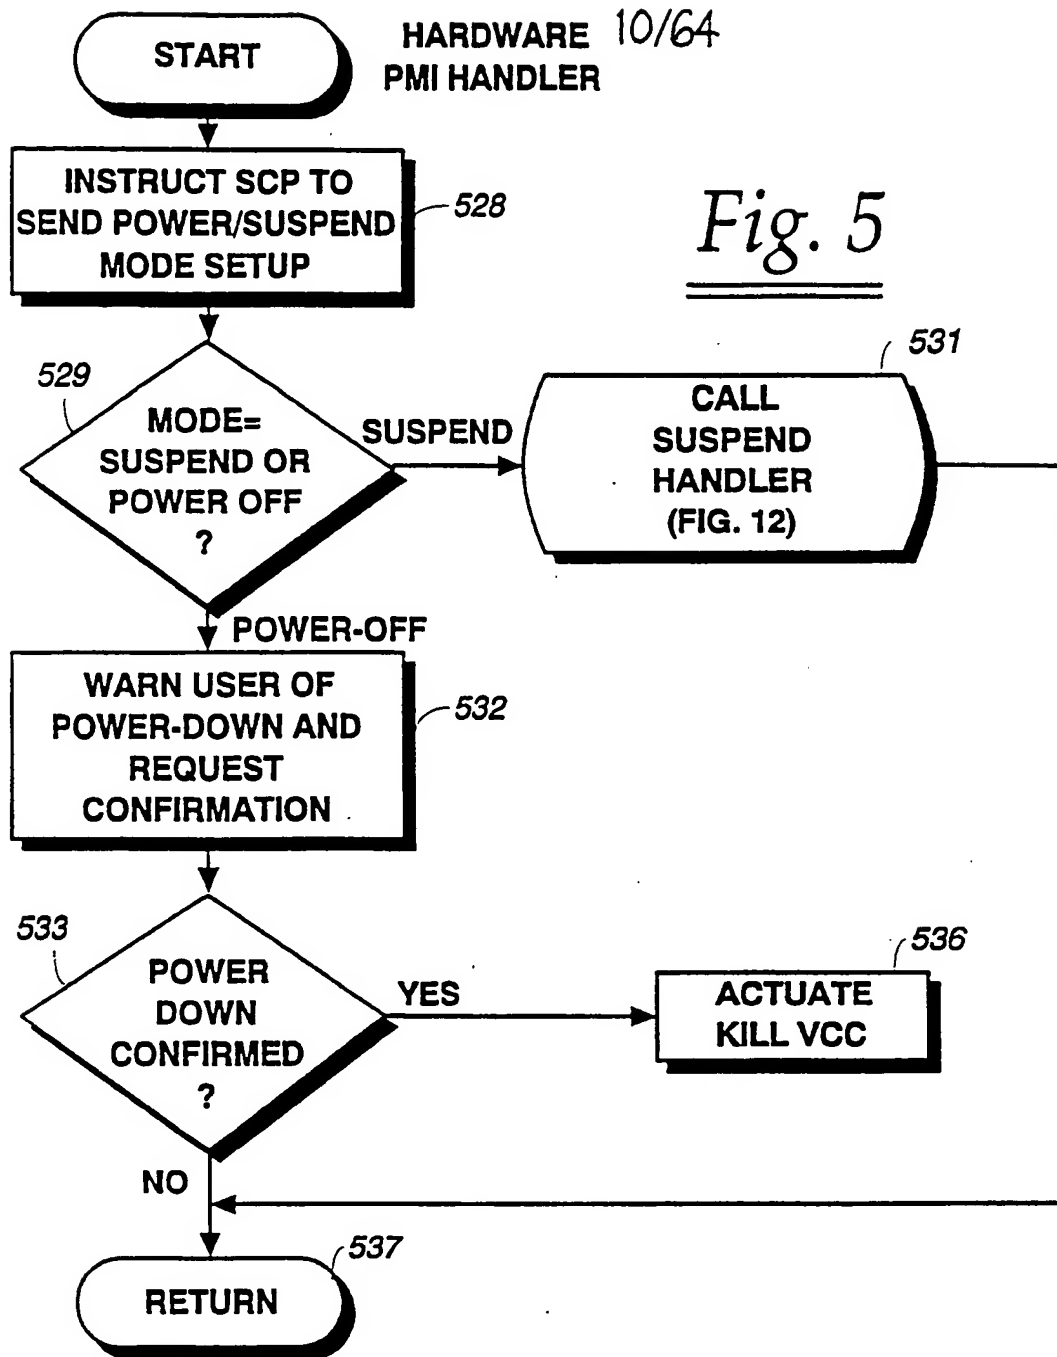 START
HARDWARE 10/64
PMI HANDLER
INSTRUCT SCP TO
SEND POWER/SUSPEND
MODE SETUP
528
Fig. 5
529
MODE=
SUSPEND OR
POWER OFF
?
SUSPEND
531
CALL
SUSPEND
HANDLER
(FIG. 12)
POWER-OFF
WARN USER OF
POWER-DOWN AND
REQUEST
CONFIRMATION
532
533
POWER
DOWN
CONFIRMED
?
YES
536
ACTUATE
KILL VCC
NO
537
RETURN